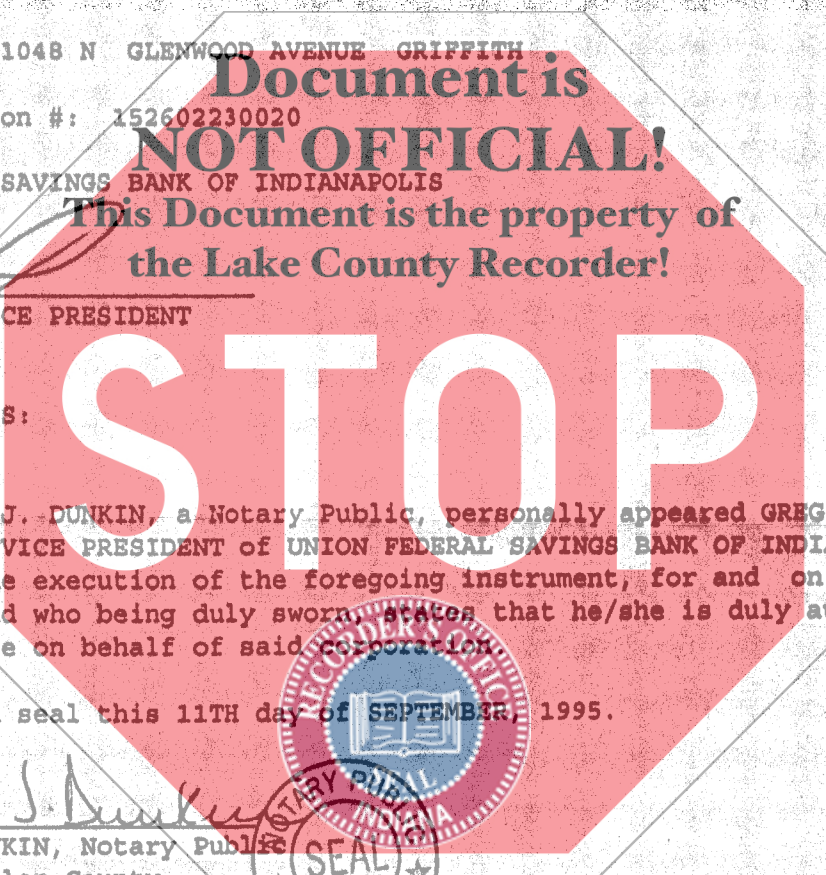 1048 N GLENWOOD AVENUE GRIFFITH
Document is
on #: 152602230020
NOT OFFICIAL!
SAVINGS BANK OF INDIANAPOLIS
This Document is the property of
the Lake County Recorder!
CE PRESIDENT
STOP
S:
J. DUNKIN, a Notary Public, personally appeared GREG
VICE PRESIDENT of UNION FEDERAL SAVINGS BANK OF INDI
e execution of the foregoing instrument, for and on
d who being duly sworn, states that he/she is duly a
e on behalf of said corporation.
RECORDER'S OFFICE
seal this 11TH day of SEPTEMBER, 1995.
SEAL
INDIANA
J. Dunkin
NOTARY PUBLIC
KIN, Notary Public
SEAL
County